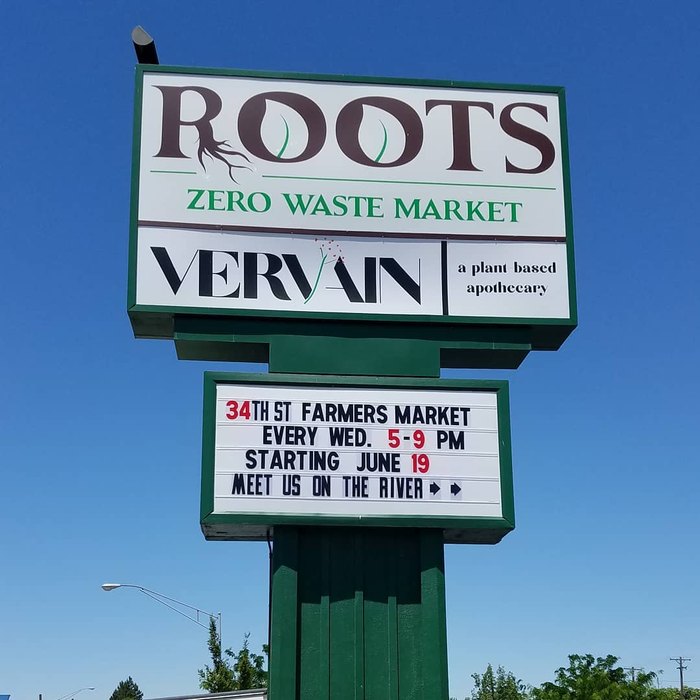 ROOTS
ZERO WASTE MARKET
VERVAIN
a plant based
apothecary
34TH ST FARMERS MARKET
EVERY WED. 5-9 PM
STARTING JUNE 19
MEET US ON THE RIVER→→